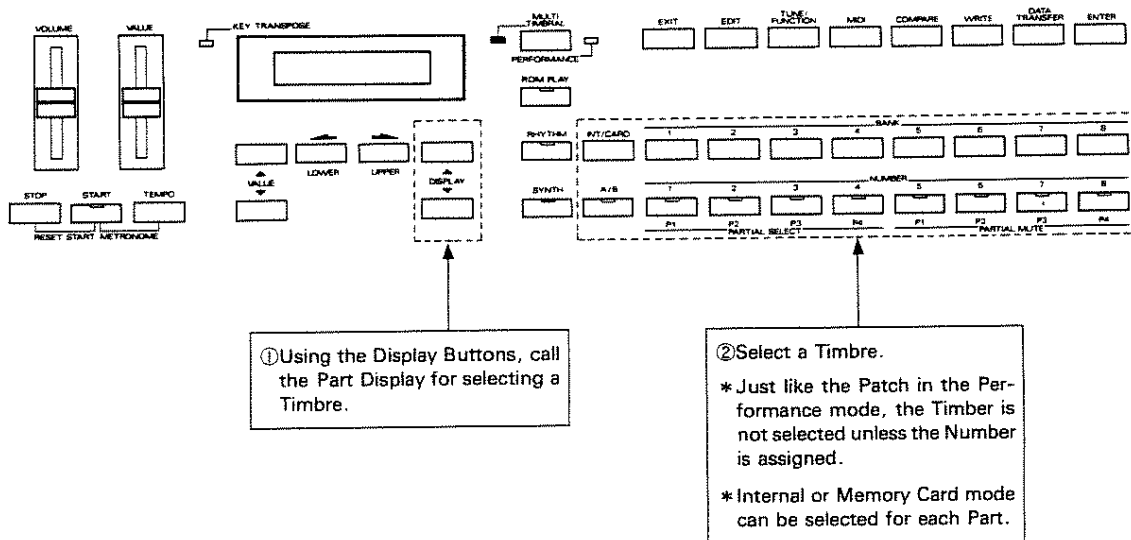 VOLUME
VALUE
KEY TRANSPOSE
MULTI
TIMBRAL
PERFORMANCE
EXIT
EDIT
TUNE/
FUNCTION
MIDI
COMPARE
WRITE
DATA
TRANSFER
ENTER
ROM PLAY
BANK
RHYTHM
INT/CARD
1 2 3 4 5 6 7 8
VALUE
LOWER
UPPER
DISPLAY
NUMBER
SYNTH
A/B
1 2 3 4 5 6 7 8
STOP
START
TEMPO
RESET START
METRONOME
P1 P2 P3 P4 P1 P2 P3 P4
PARTIAL SELECT
PARTIAL MUTE
①Using the Display Buttons, call
the Part Display for selecting a
Timbre.
②Select a Timbre.
*Just like the Patch in the Per-
formance mode, the Timber is
not selected unless the Number
is assigned.
*Internal or Memory Card mode
can be selected for each Part.